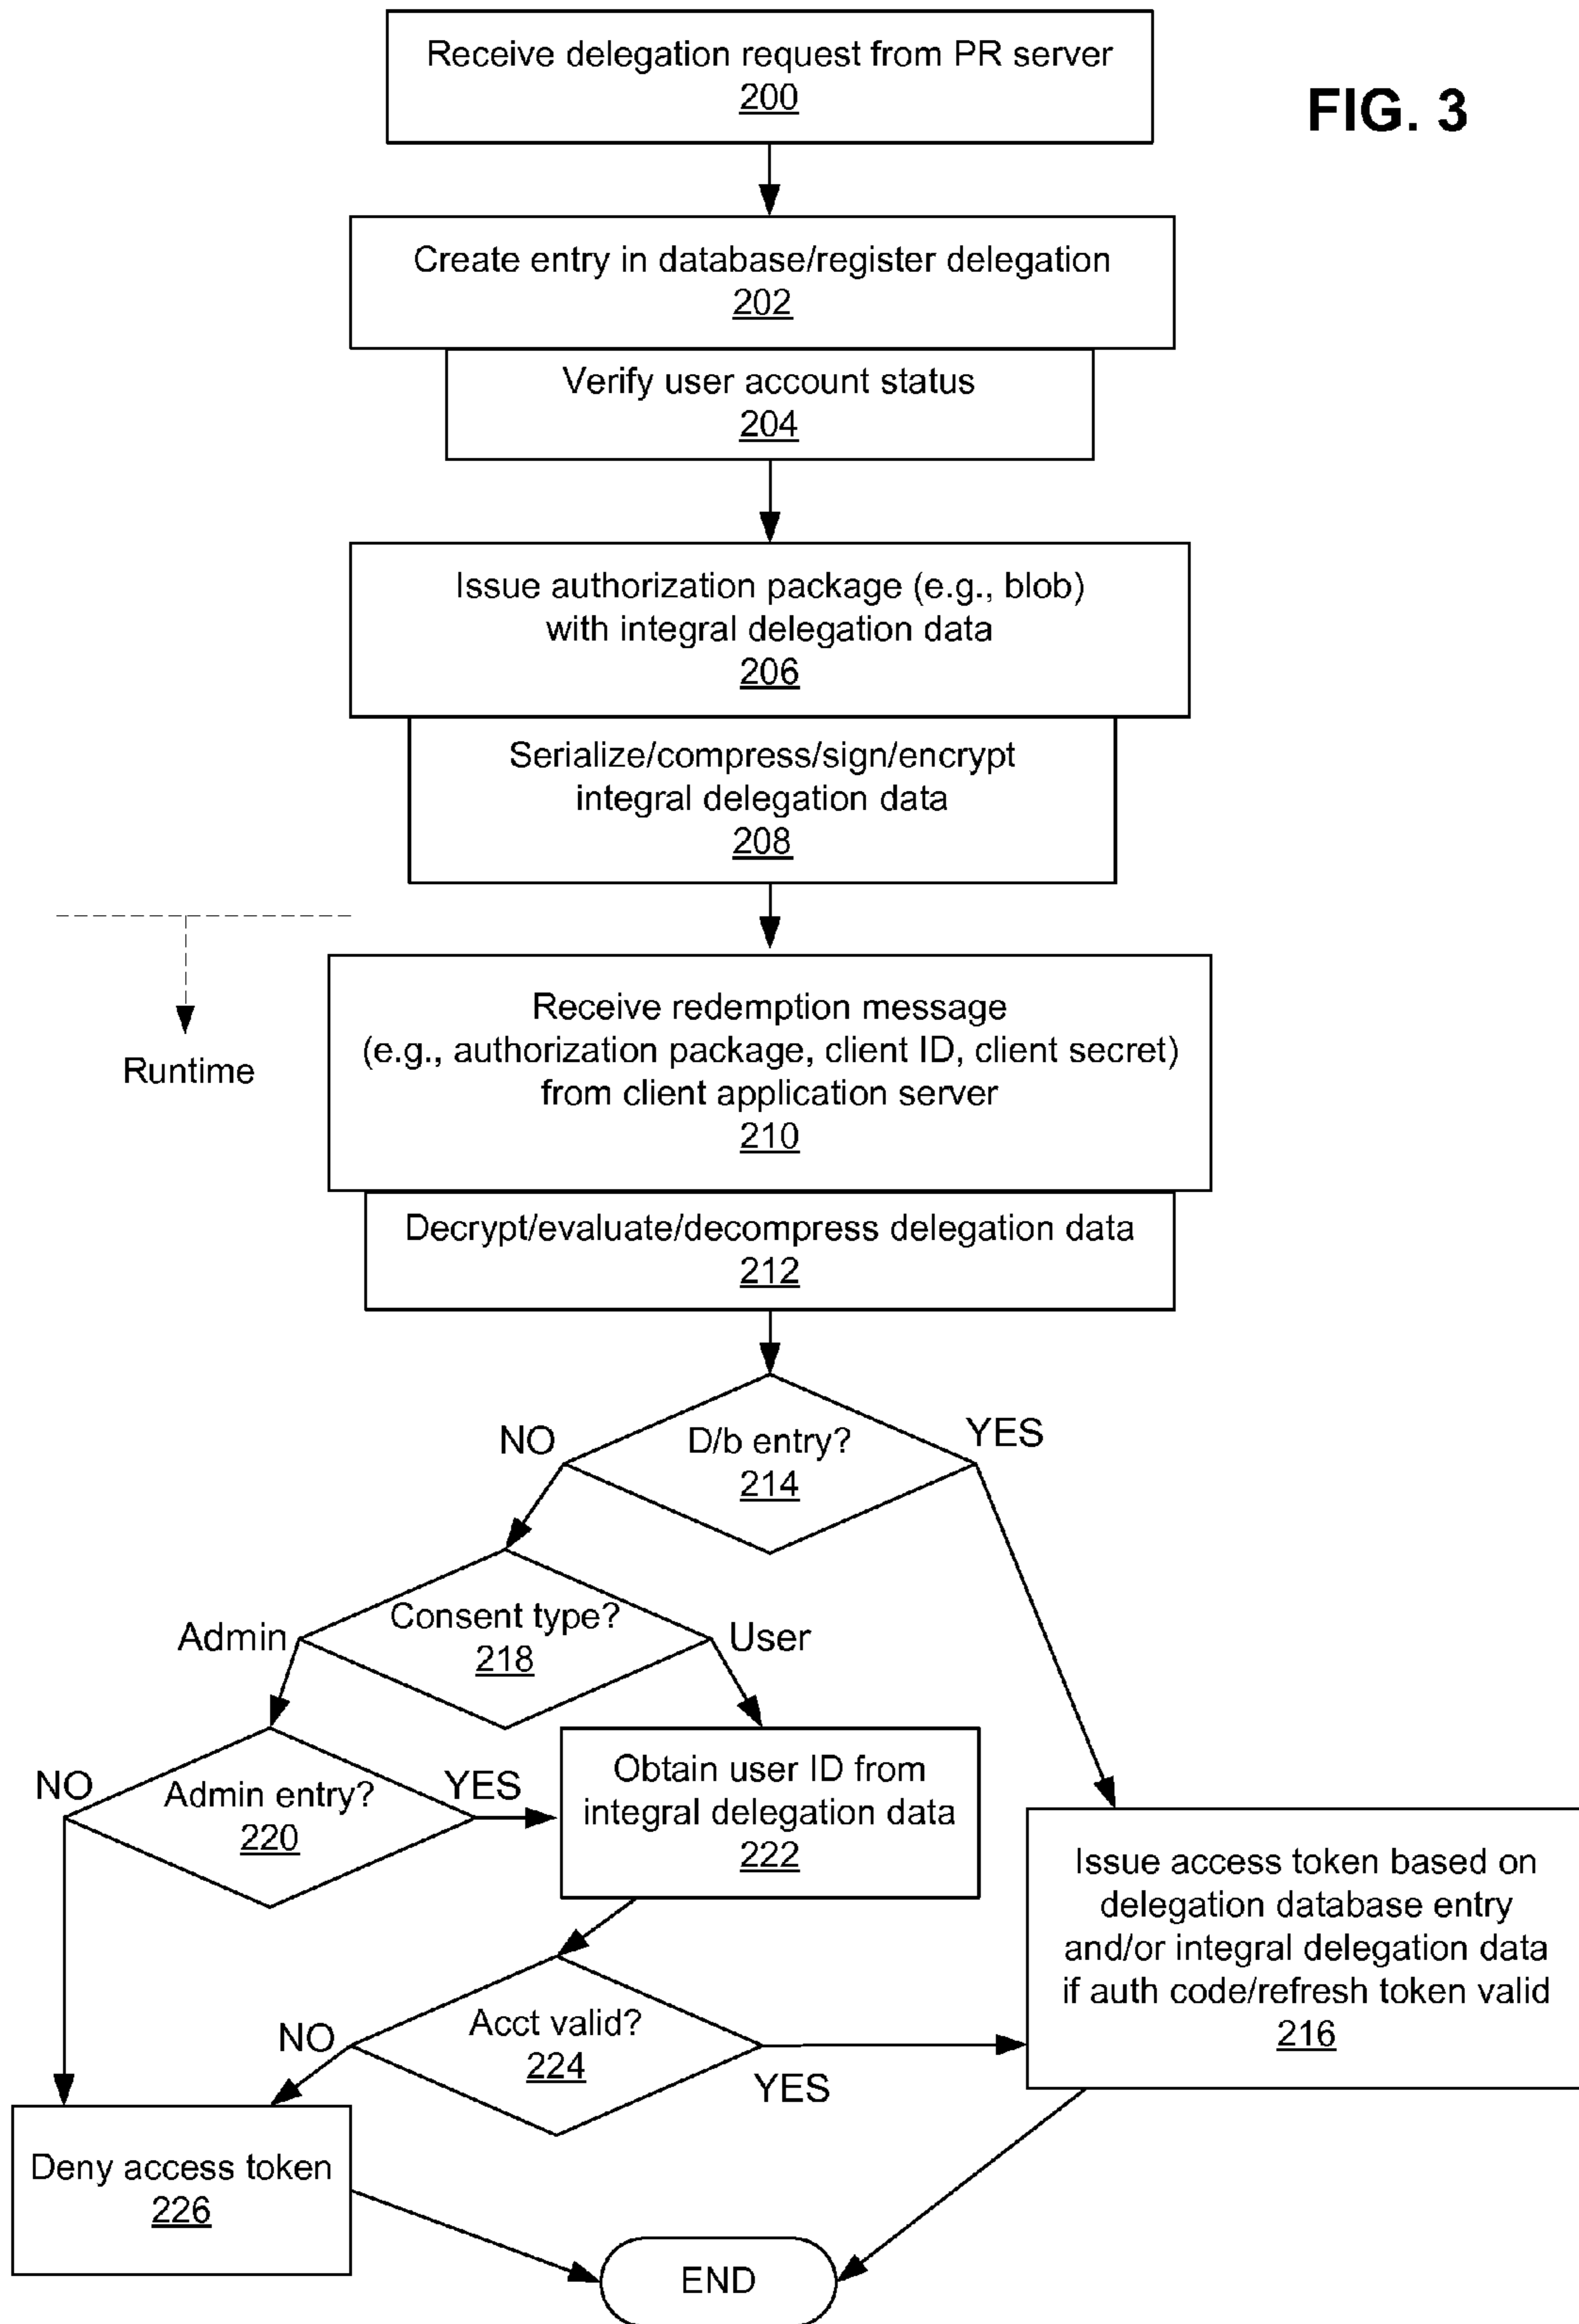 Receive delegation request from PR server
200
FIG. 3
Create entry in database/register delegation
202
Verify user account status
204
Issue authorization package (e.g., blob)
with integral delegation data
206
Serialize/compress/sign/encrypt
integral delegation data
208
Runtime
Receive redemption message
(e.g., authorization package, client ID, client secret)
from client application server
210
Decrypt/evaluate/decompress delegation data
212
NO
D/b entry?
214
YES
Admin
Consent type?
218
User
NO
Admin entry?
220
YES
Obtain user ID from
integral delegation data
222
Issue access token based on
delegation database entry
and/or integral delegation data
if auth code/refresh token valid
216
NO
Acct valid?
224
YES
Deny access token
226
END